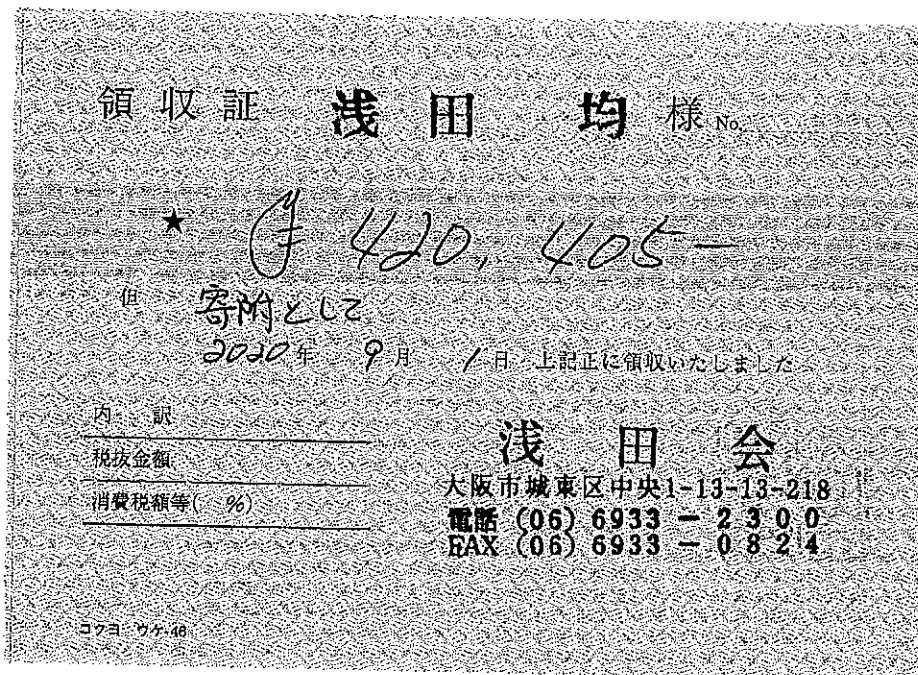 領収証 浅田 均 様 No.
★ ¥420,405－
但 寄附として
2020年 9月 1日 上記正に領収いたしました
内 訳
税抜金額
消費税額等( %)
浅田会
大阪市城東区中央1-13-13-218
電話 (06) 6933－2300
FAX (06) 6933－0824
コクヨ ウケ-48